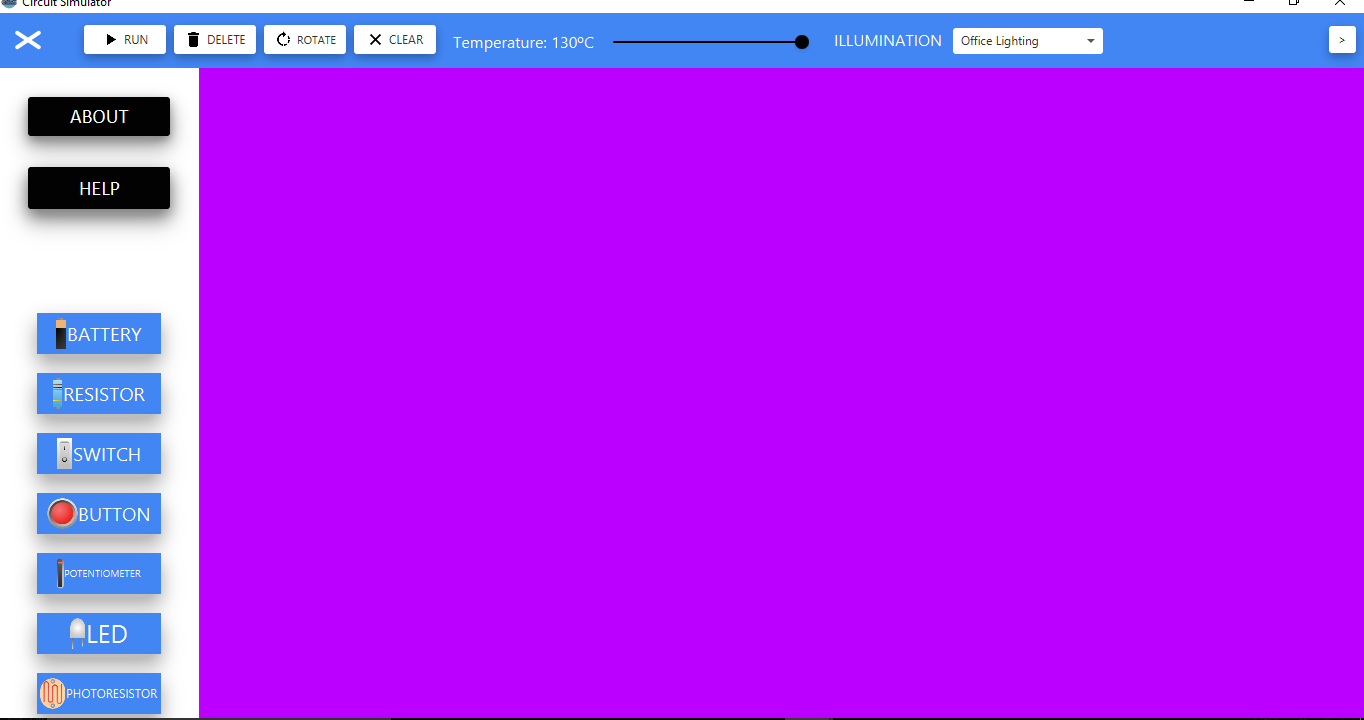 Circuit Simulator
RUN
DELETE
ROTATE
CLEAR
Temperature: 130ºC
ILLUMINATION
Office Lighting
>
ABOUT
HELP
BATTERY
RESISTOR
SWITCH
BUTTON
POTENTIOMETER
LED
PHOTORESISTOR